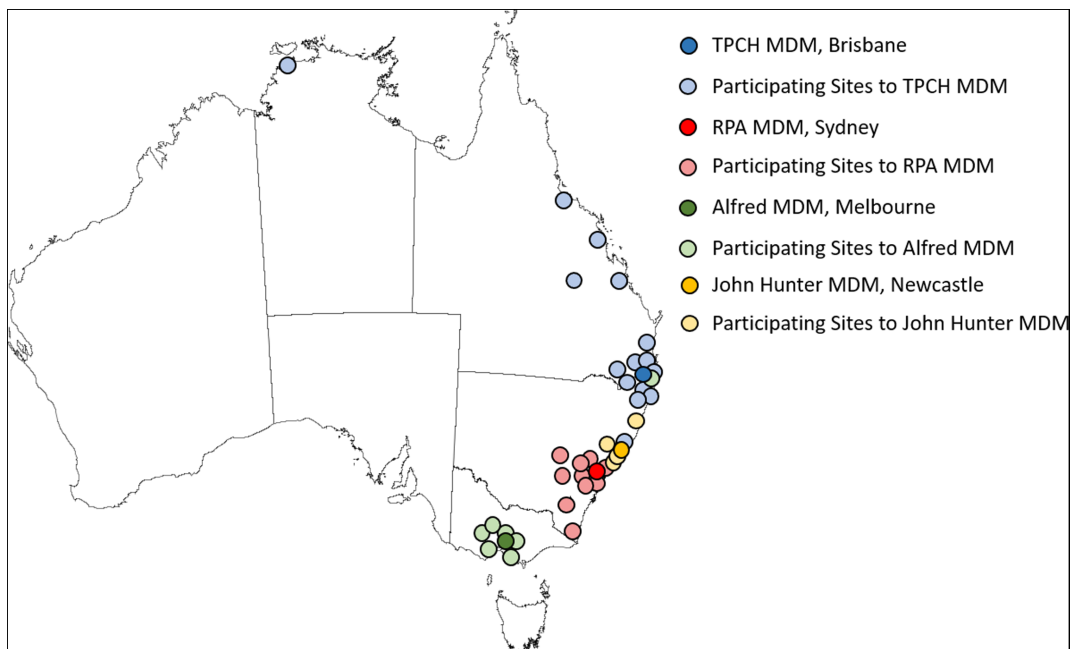 TPCH MDM, Brisbane
Participating Sites to TPCH MDM
RPA MDM, Sydney
Participating Sites to RPA MDM
Alfred MDM, Melbourne
Participating Sites to Alfred MDM
John Hunter MDM, Newcastle
Participating Sites to John Hunter MDM